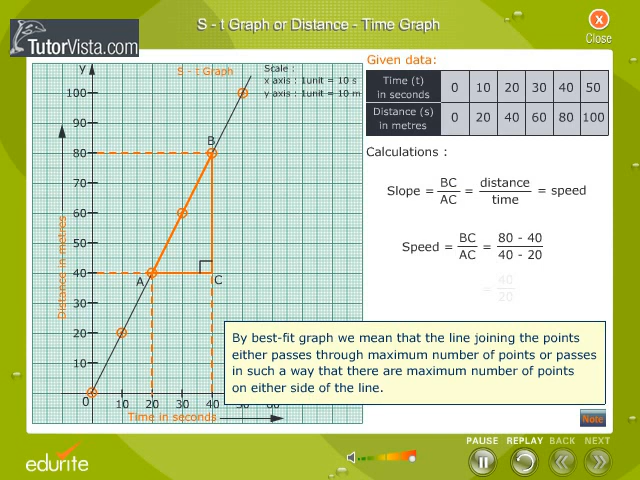 S - t Graph or Distance - Time Graph
Close
TutorVista.com
Given data:
Time (t) in seconds 0 10 20 30 40 50
Distance (s) in metres 0 20 40 60 80 100
Calculations :
Slope = BC/AC = distance/time = speed
Speed = BC/AC = 80 - 40/40 - 20
= 40/20
y
S - t Graph
Scale :
x axis : 1unit = 10 s
y axis : 1unit = 10 m
100
90
80
70
60
50
40
30
20
10
0
10 20 30 40 50 60
A
B
C
Distance in metres
Time in seconds
By best-fit graph we mean that the line joining the points
either passes through maximum number of points or passes
in such a way that there are maximum number of points
on either side of the line.
Note
PAUSE REPLAY BACK NEXT
edurite